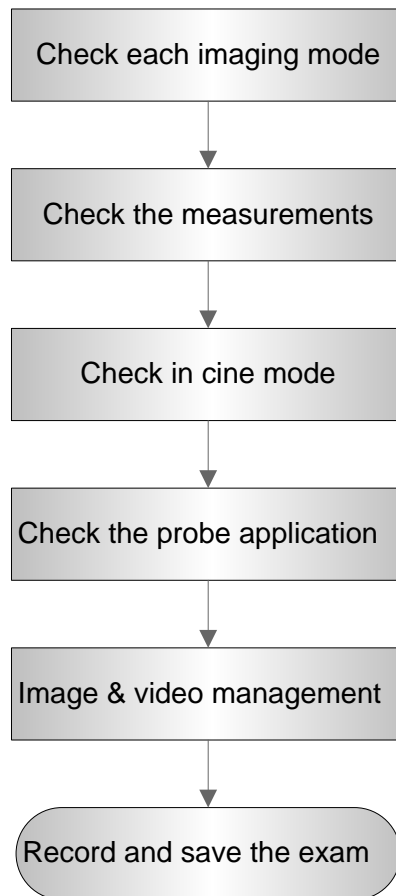 Check each imaging mode
Check the measurements
Check in cine mode
Check the probe application
Image & video management
Record and save the exam